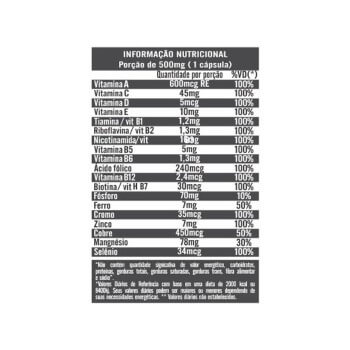 INFORMAÇÃO NUTRICIONAL
Porção de 500mg (1 cápsula)
Quantidade por porção %VD(*)
Vitamina A 600mcg RE 100%
Vitamina C 45mg 100%
Vitamina D 5mcg 100%
Vitamina E 10mg 100%
Tiamina / vit B1 1,2mg 100%
Riboflavina/ vit B2 1,3mg 100%
Nicotinamida/vit B3 100%
Vitamina B5 5mg 100%
Vitamina B6 1,3mg 100%
Ácido fólico 240mcg 100%
Vitamina B12 2,4mcg 100%
Biotina/ vit H B7 30mcg 100%
Fósforo 70mg 10%
Ferro 7mg 50%
Cromo 35mcg 100%
Zinco 7mg 100%
Cobre 450mcg 50%
Magnésio 78mg 30%
Selênio 34mcg 100%
"Não contém quantidade significativa de valor energético, carboidratos,
proteínas, gorduras totais, gorduras saturadas, gorduras trans, fibra alimentar
e sódio".
*Valores Diários de Referência com base em uma dieta de 2000 kcal ou
8400kj. Seus valores diários podem ser maiores ou menores dependendo de
suas necessidades energéticas. ** Valores diários não estabelecidos.